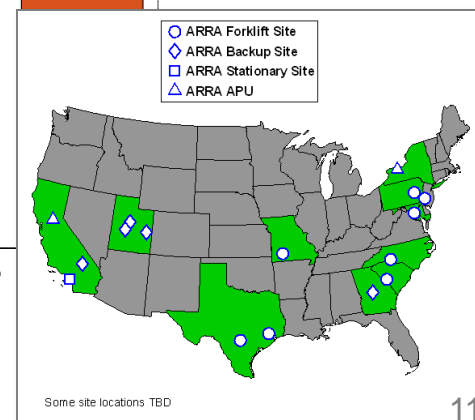 ARRA Forklift Site
ARRA Backup Site
ARRA Stationary Site
ARRA APU
Some site locations TBD
11